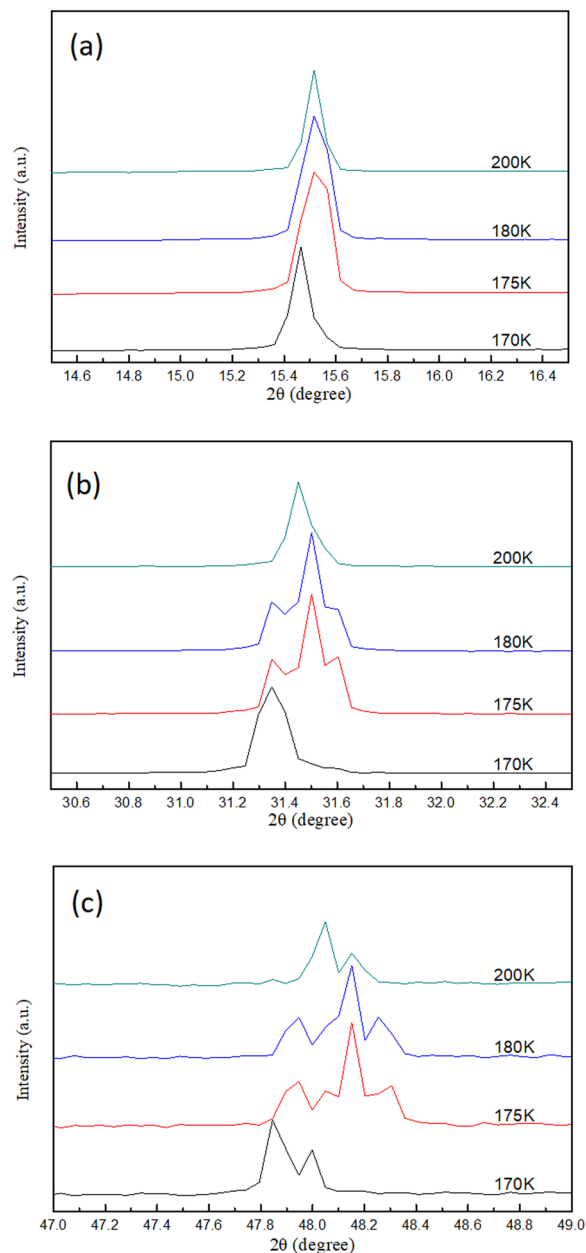 (a)
Intensity (a.u.)
200K
180K
175K
170K
14.6 14.8 15.0 15.2 15.4 15.6 15.8 16.0 16.2 16.4
2θ (degree)
(b)
Intensity (a.u.)
200K
180K
175K
170K
30.6 30.8 31.0 31.2 31.4 31.6 31.8 32.0 32.2 32.4
2θ (degree)
(c)
Intensity (a.u.)
200K
180K
175K
170K
47.0 47.2 47.4 47.6 47.8 48.0 48.2 48.4 48.6 48.8 49.0
2θ (degree)